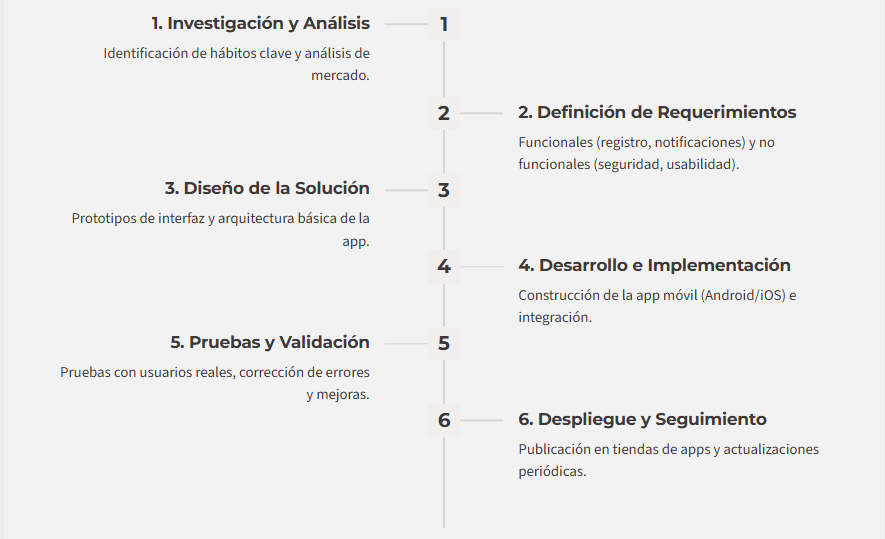 1. Investigación y Análisis
1
Identificación de hábitos clave y análisis de
mercado.
2
2. Definición de Requerimientos
Funcionales (registro, notificaciones) y no
funcionales (seguridad, usabilidad).
3. Diseño de la Solución
3
Prototipos de interfaz y arquitectura básica de la
app.
4
4. Desarrollo e Implementación
Construcción de la app móvil (Android/iOS) e
integración.
5. Pruebas y Validación
5
Pruebas con usuarios reales, corrección de errores
y mejoras.
6
6. Despliegue y Seguimiento
Publicación en tiendas de apps y actualizaciones
periódicas.